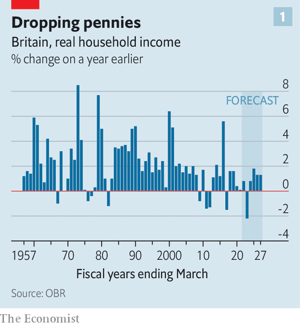 Dropping pennies
1
Britain, real household income
% change on a year earlier
8
FORECAST
6
4
2
0
-2
-4
1957 70 80 90 2000 10 20 27
Fiscal years ending March
Source: OBR
The Economist